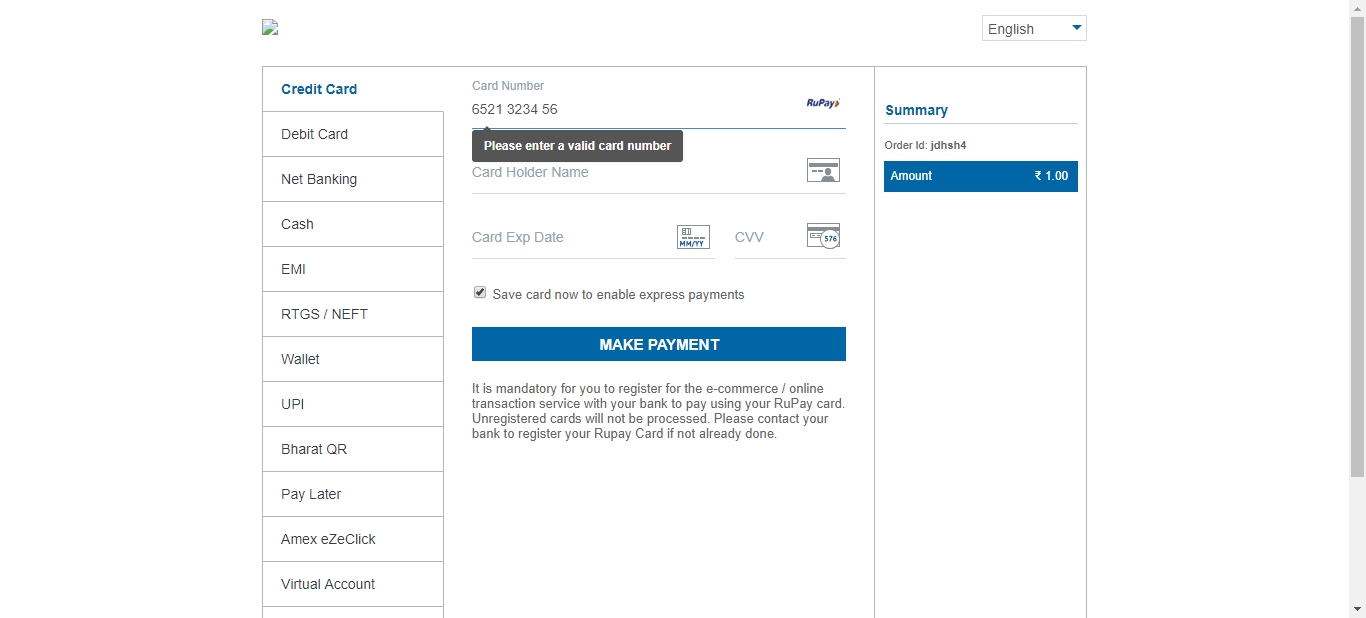 English
Credit Card
Debit Card
Net Banking
Cash
EMI
RTGS / NEFT
Wallet
UPI
Bharat QR
Pay Later
Amex eZeClick
Virtual Account
Card Number
6521 3234 56
RuPay
Please enter a valid card number
Card Holder Name
Card Exp Date
MM/YY
CVV
576
Save card now to enable express payments
MAKE PAYMENT
It is mandatory for you to register for the e-commerce / online
transaction service with your bank to pay using your RuPay card.
Unregistered cards will not be processed. Please contact your
bank to register your Rupay Card if not already done.
Summary
Order Id: jdhsh4
Amount ₹ 1.00